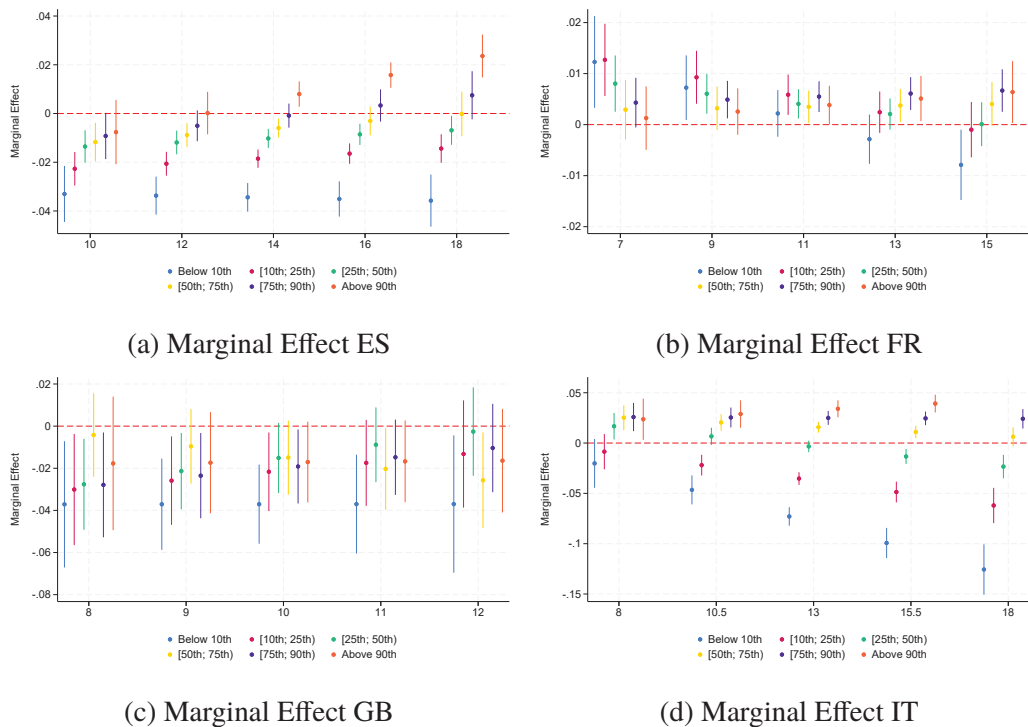 .04
.02
0
-.02
-.04
Marginal Effect
10 12 14 16 18
Below 10th [10th; 25th) [25th; 50th)
[50th; 75th) [75th; 90th) Above 90th
(a) Marginal Effect ES
.02
.01
0
-.01
-.02
Marginal Effect
7 9 11 13 15
Below 10th [10th; 25th) [25th; 50th)
[50th; 75th) [75th; 90th) Above 90th
(b) Marginal Effect FR
.02
0
-.02
-.04
-.06
-.08
Marginal Effect
8 9 10 11 12
Below 10th [10th; 25th) [25th; 50th)
[50th; 75th) [75th; 90th) Above 90th
(c) Marginal Effect GB
.05
0
-.05
-.1
-.15
Marginal Effect
8 10.5 13 15.5 18
Below 10th [10th; 25th) [25th; 50th)
[50th; 75th) [75th; 90th) Above 90th
(d) Marginal Effect IT